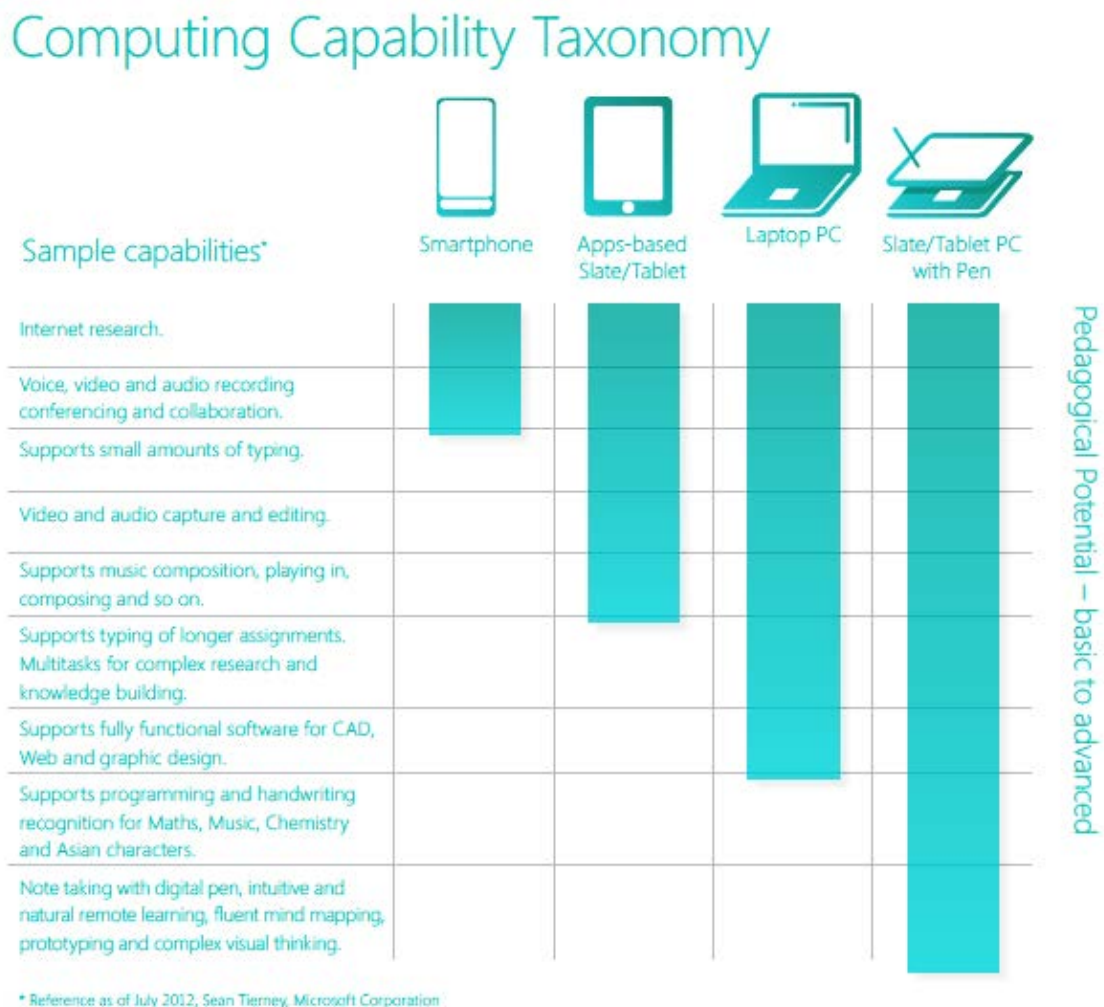 Computing Capability Taxonomy
Sample capabilities*
Smartphone
Apps-based
Slate/Tablet
Laptop PC
Slate/Tablet PC
with Pen
Internet research.
Voice, video and audio recording
conferencing and collaboration.
Supports small amounts of typing.
Video and audio capture and editing.
Supports music composition, playing in,
composing and so on.
Supports typing of longer assignments.
Multitasks for complex research and
knowledge building.
Supports fully functional software for CAD,
Web and graphic design.
Supports programming and handwriting
recognition for Maths, Music, Chemistry
and Asian characters.
Note taking with digital pen, intuitive and
natural remote learning, fluent mind mapping,
prototyping and complex visual thinking.
Pedagogical Potential – basic to advanced
* Reference as of July 2012, Sean Tierney, Microsoft Corporation